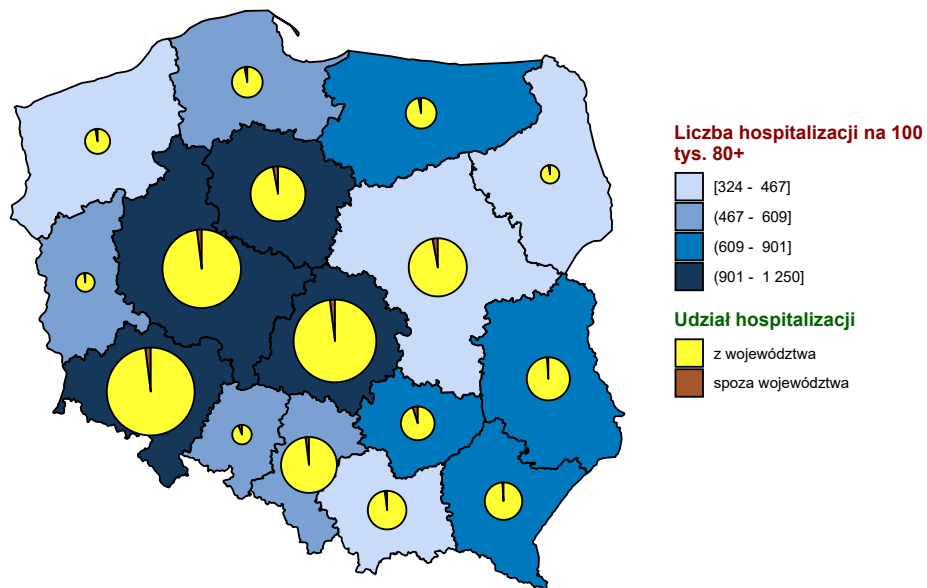 Liczba hospitalizacji na 100
tys. 80+
[324 - 467]
(467 - 609]
(609 - 901]
(901 - 1 250]
Udział hospitalizacji
z województwa
spoza województwa